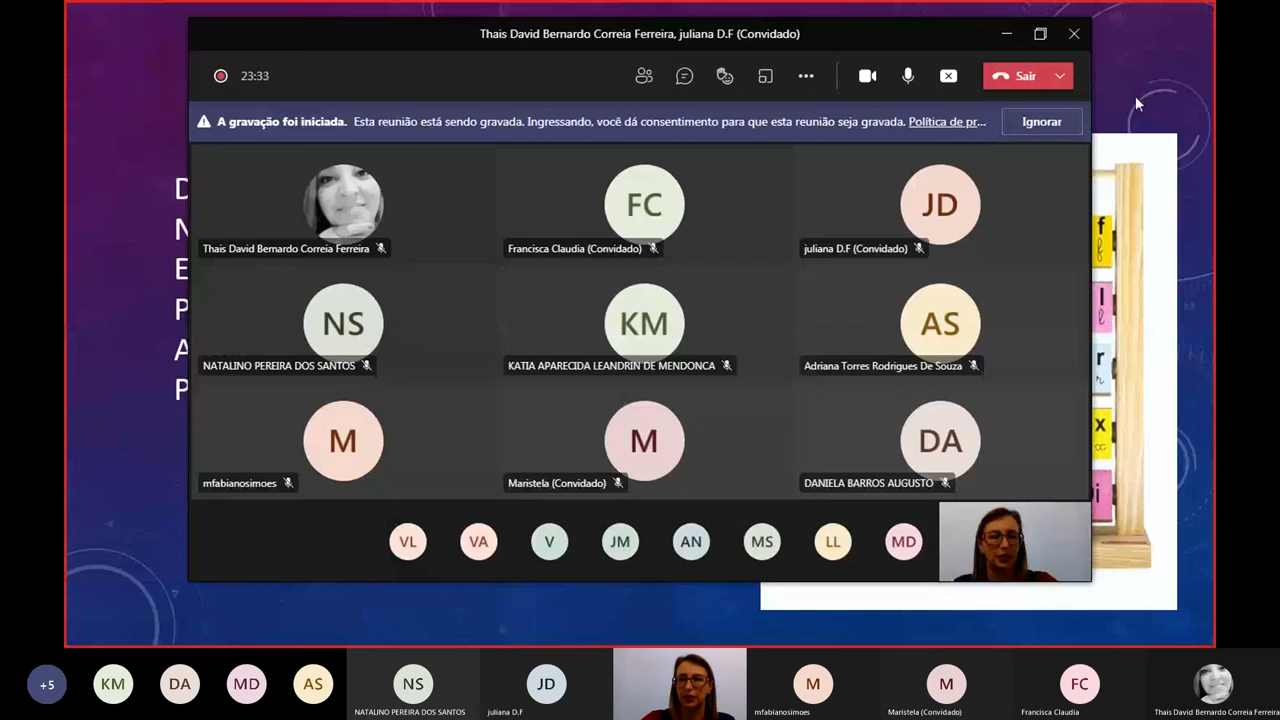 Thais David Bernardo Correia Ferreira, juliana D.F (Convidado)
23:33
Sair
A gravação foi iniciada. Esta reunião está sendo gravada. Ingressando, você dá consentimento para que esta reunião seja gravada. Política de pr...
Ignorar
D
N
E
P
A
P
f
f
l
l
r
r
x
x
i
FC
JD
Thais David Bernardo Correia Ferreira
Francisca Claudia (Convidado)
juliana D.F (Convidado)
NS
KM
AS
NATALINO PEREIRA DOS SANTOS
KATIA APARECIDA LEANDRIN DE MENDONCA
Adriana Torres Rodrigues De Souza
M
M
DA
mfabianosimoes
Maristela (Convidado)
DANIELA BARROS AUGUSTO
VL
VA
V
JM
AN
MS
LL
MD
+5
KM
DA
MD
AS
NS
JD
M
M
FC
NATALINO PEREIRA DOS SANTOS
juliana D.F
mfabianosimoes
Maristela (Convidado)
Francisca Claudia
Thais David Bernardo Correia Ferreira